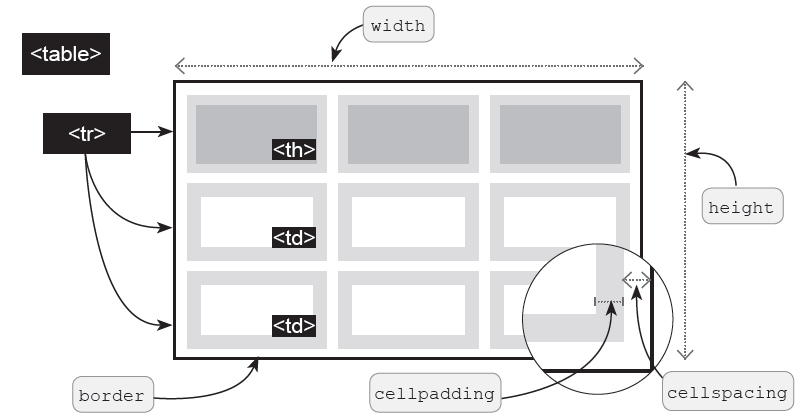 width
<table>
<tr>
<th>
height
<td>
<td>
border
cellpadding
cellspacing